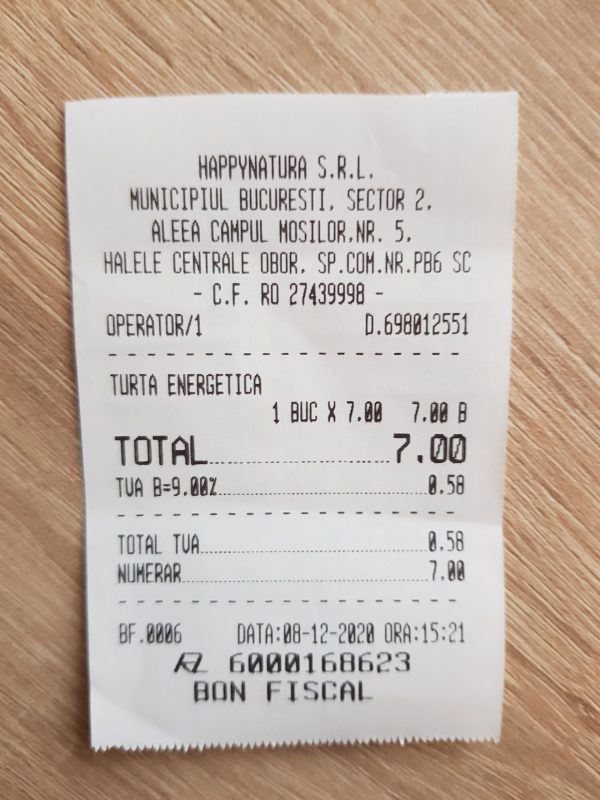 HAPPYNATURA S.R.L.
MUNICIPIUL BUCURESTI, SECTOR 2,
ALEEA CAMPUL MOSILOR,NR. 5,
HALELE CENTRALE OBOR, SP.COM.NR.PB6 SC
- C.F. RO 27439998 -
OPERATOR/1 D.698012551
TURTA ENERGETICA
1 BUC X 7.00 7.00 B
TOTAL 7.00
TVA B=9.00% 0.58
TOTAL TVA 0.58
NUMERAR 7.00
BF.0006 DATA:08-12-2020 ORA:15:21
6000168623
BON FISCAL